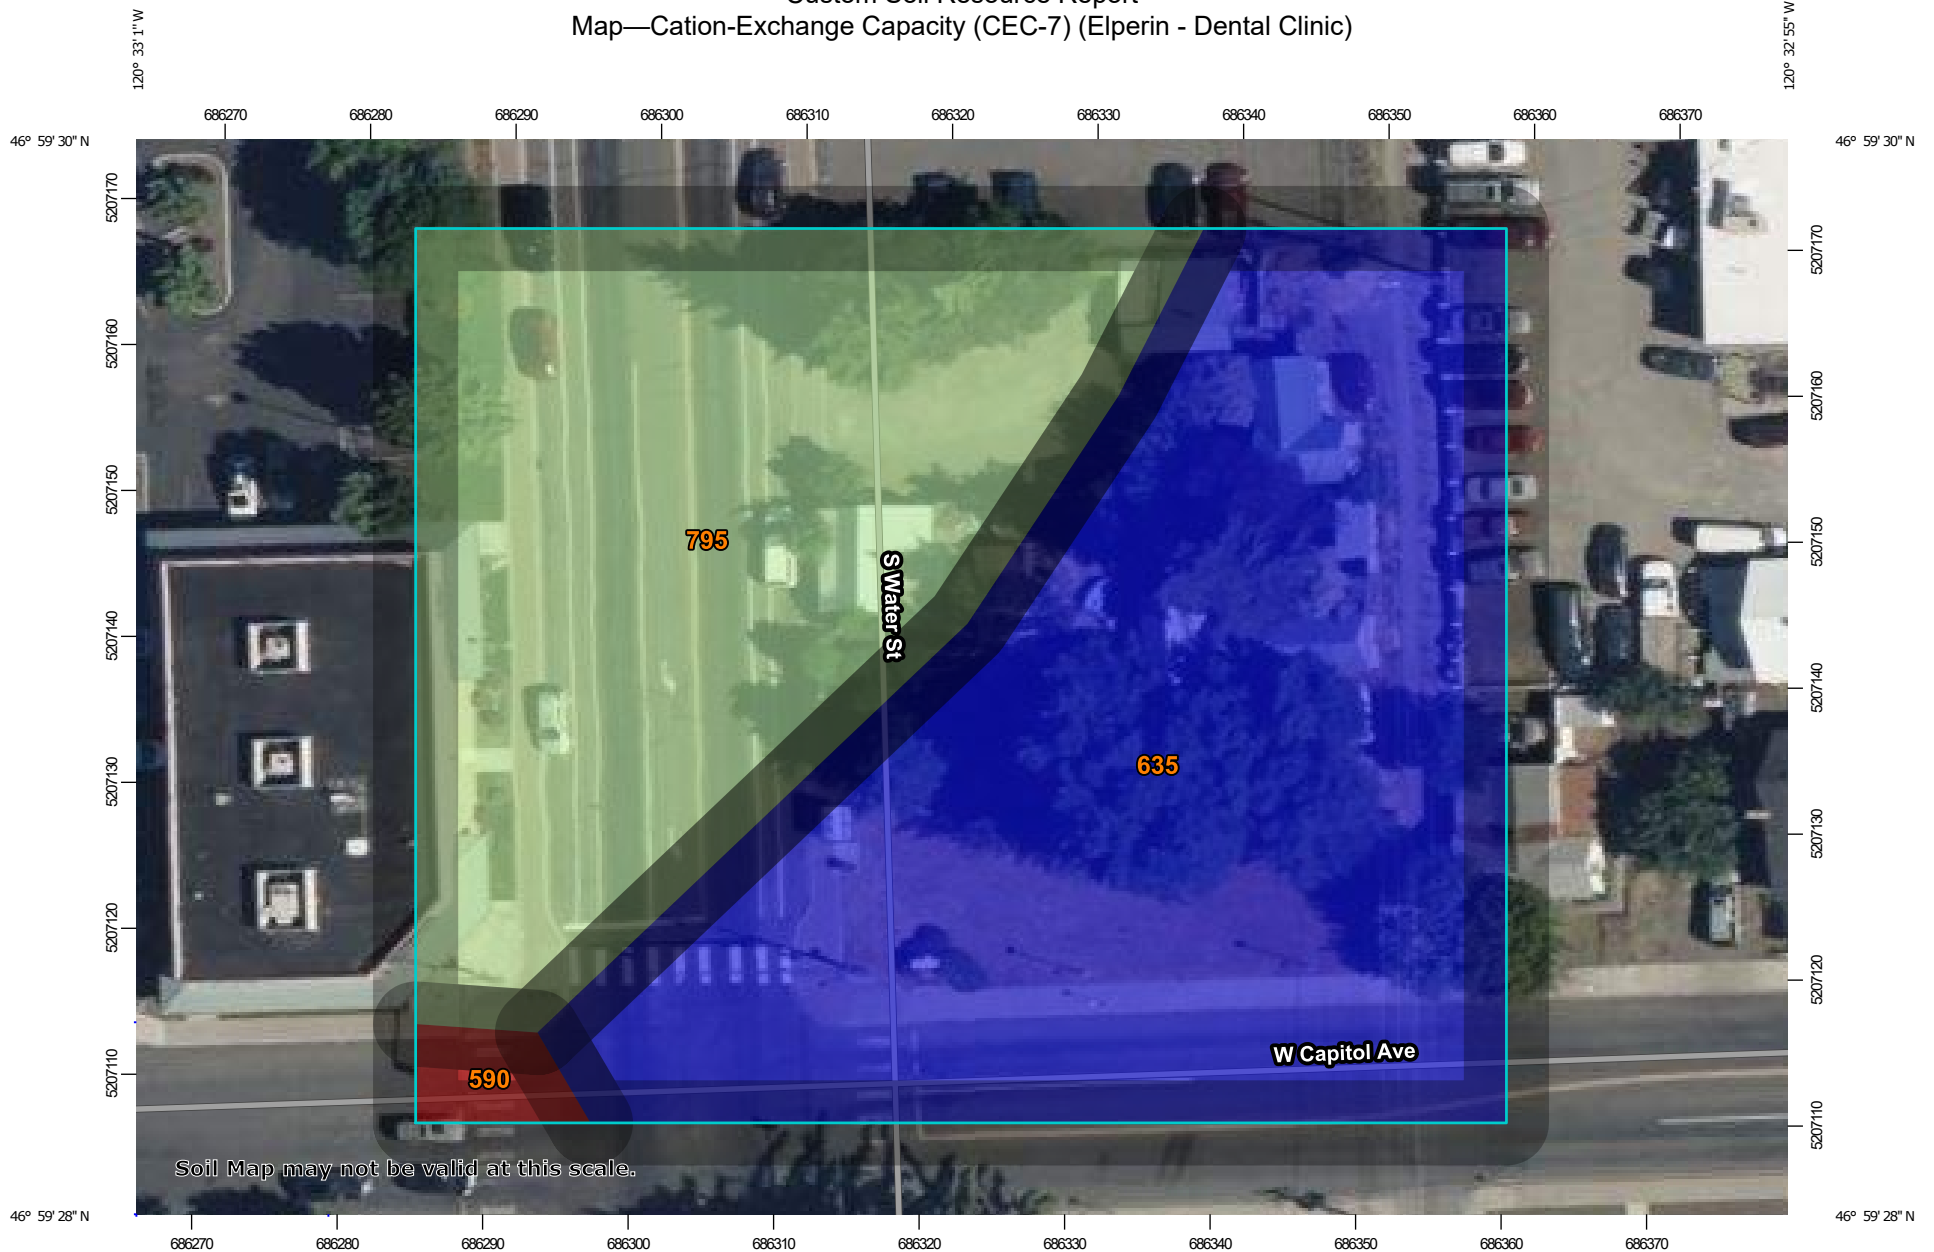 Custom Soil Resource Report
Map—Cation-Exchange Capacity (CEC-7) (Elperin - Dental Clinic)
120° 33' 1" W
120° 32' 55" W
686270 686280 686290 686300 686310 686320 686330 686340 686350 686360 686370
46° 59' 30" N
46° 59' 30" N
5207170
5207170
5207160
5207160
5207150
5207150
795
S Water St
5207140
5207140
635
5207130
5207130
5207120
5207120
W Capitol Ave
590
5207110
5207110
Soil Map may not be valid at this scale.
46° 59' 28" N
46° 59' 28" N
686270 686280 686290 686300 686310 686320 686330 686340 686350 686360 686370